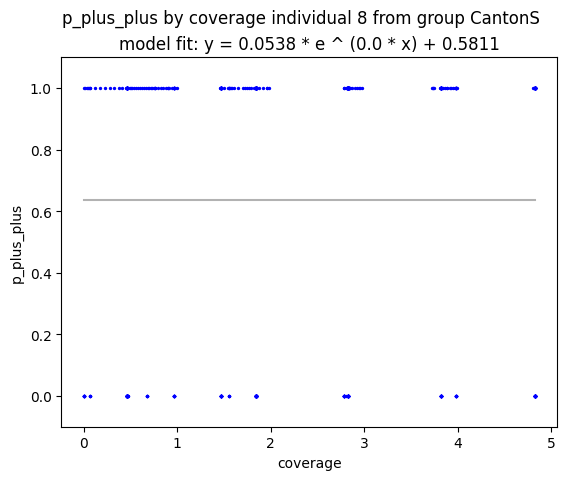 p_plus_plus by coverage individual 8 from group CantonS
model fit: y = 0.0538 * e ^ (0.0 * x) + 0.5811
1.0
0.8
0.6
0.4
0.2
0.0
p_plus_plus
0 1 2 3 4 5
coverage